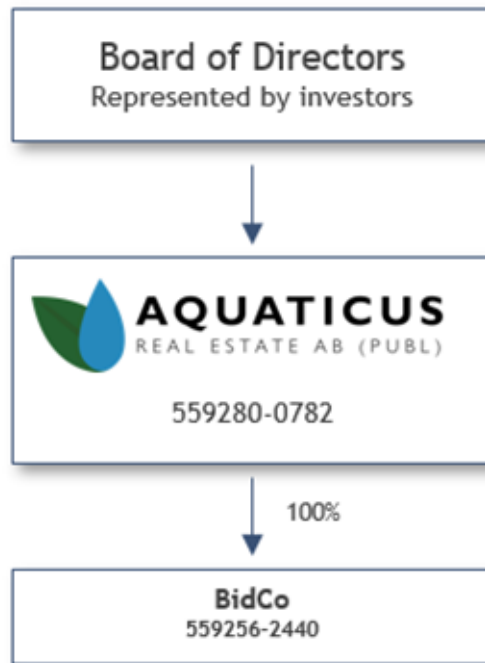 Board of Directors
Represented by investors
AQUATICUS
REAL ESTATE AB (PUBL)
559280-0782
100%
BidCo
559256-2440